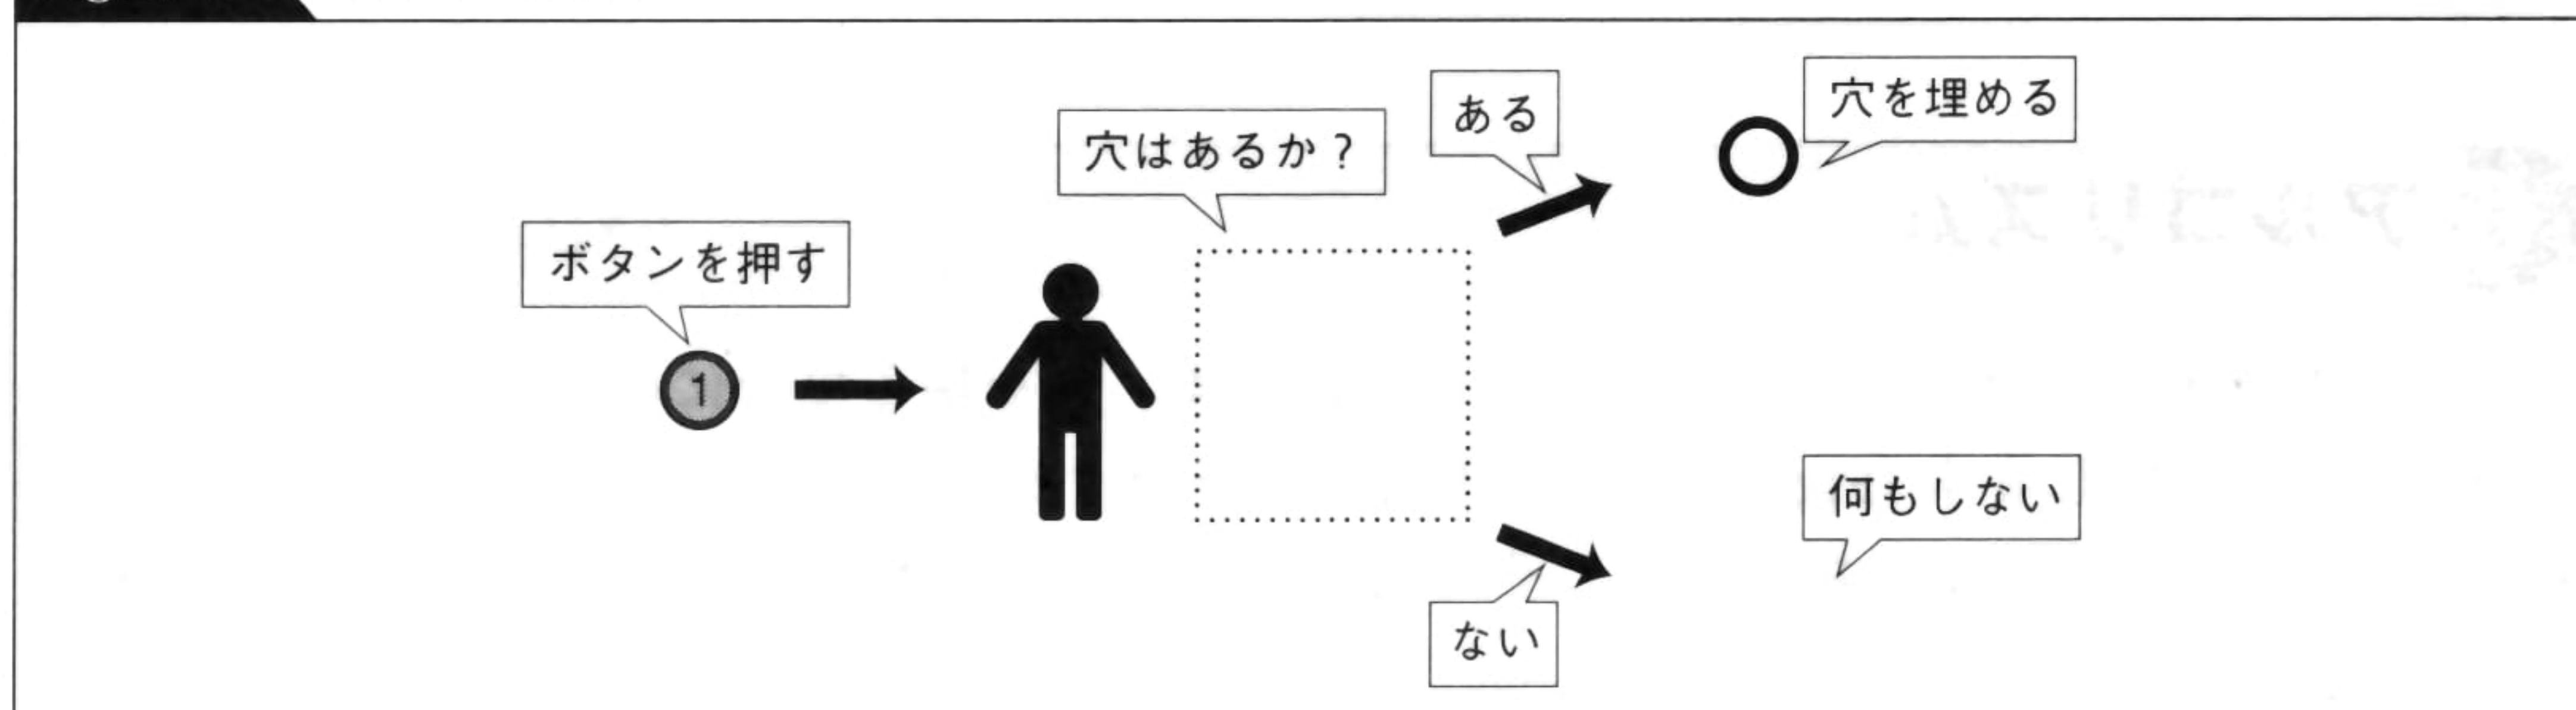 ボタンを押す
1
穴はあるか？
ある
穴を埋める
ない
何もしない